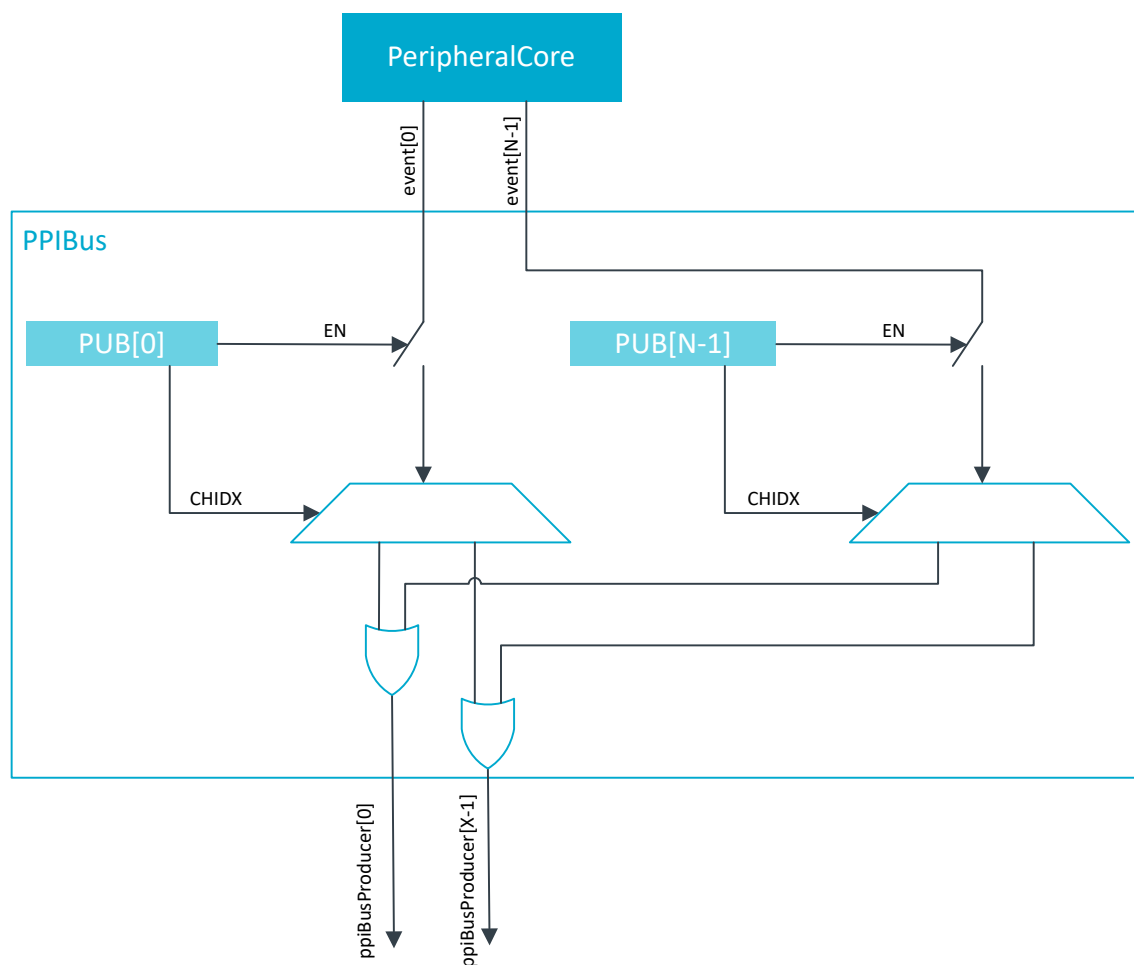 PeripheralCore
event[0]
event[N-1]
PPIBus
PUB[0]
EN
PUB[N-1]
EN
CHIDX
CHIDX
ppiBusProducer[0]
ppiBusProducer[X-1]